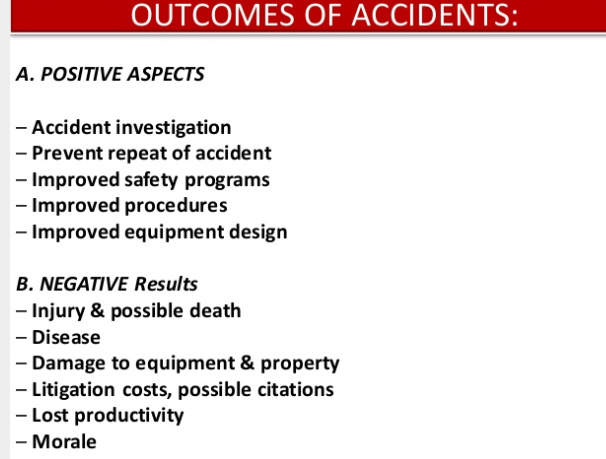 OUTCOMES OF ACCIDENTS:
A. POSITIVE ASPECTS
– Accident investigation
– Prevent repeat of accident
– Improved safety programs
– Improved procedures
– Improved equipment design
B. NEGATIVE Results
– Injury & possible death
– Disease
– Damage to equipment & property
– Litigation costs, possible citations
– Lost productivity
– Morale